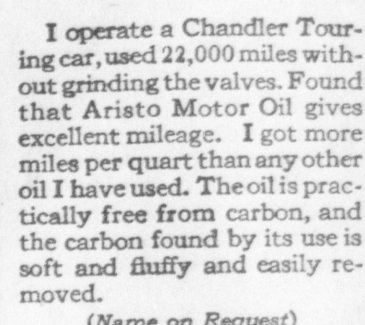 I operate a Chandler Tour-
ing car, used 22,000 miles with-
out grinding the valves. Found
that Aristo Motor Oil gives
excellent mileage. I got more
miles per quart than any other
oil I have used. The oil is prac-
tically free from carbon, and
the carbon found by its use is
soft and fluffy and easily re-
moved.
(Name on Request)